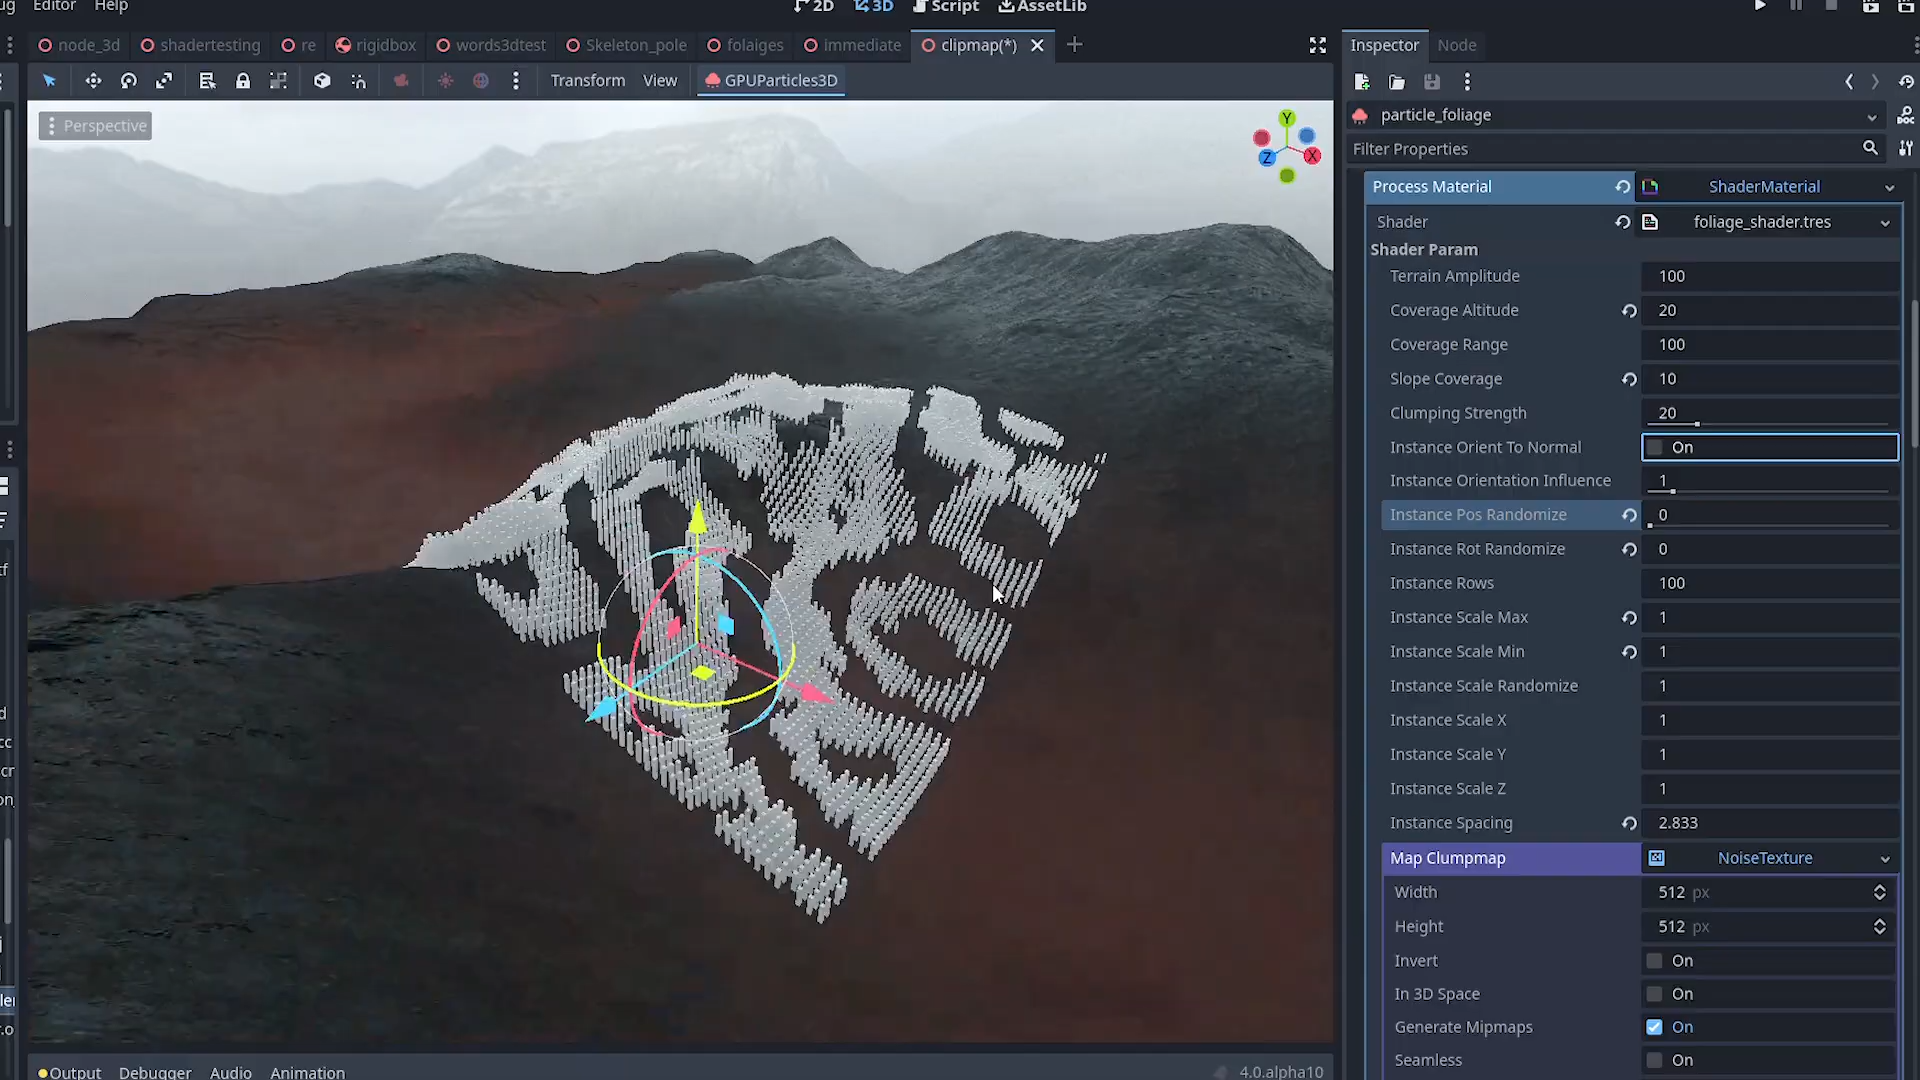 Editor Help
2D 3D Script AssetLib
node_3d shadertesting re rigidbox words3dtest Skeleton_pole folaiges immediate clipmap(*)
Transform View GPUParticles3D
Perspective
Y
Z X
Inspector Node
particle_foliage
Filter Properties
Process Material ShaderMaterial
Shader foliage_shader.tres
Shader Param
Terrain Amplitude 100
Coverage Altitude 20
Coverage Range 100
Slope Coverage 10
Clumping Strength 20
Instance Orient To Normal On
Instance Orientation Influence 1
Instance Pos Randomize 0
Instance Rot Randomize 0
Instance Rows 100
Instance Scale Max 1
Instance Scale Min 1
Instance Scale Randomize 1
Instance Scale X 1
Instance Scale Y 1
Instance Scale Z 1
Instance Spacing 2.833
Map Clumpmap NoiseTexture
Width 512 px
Height 512 px
Invert On
In 3D Space On
Generate Mipmaps On
Seamless On
Output Debugger Audio Animation 4.0.alpha10